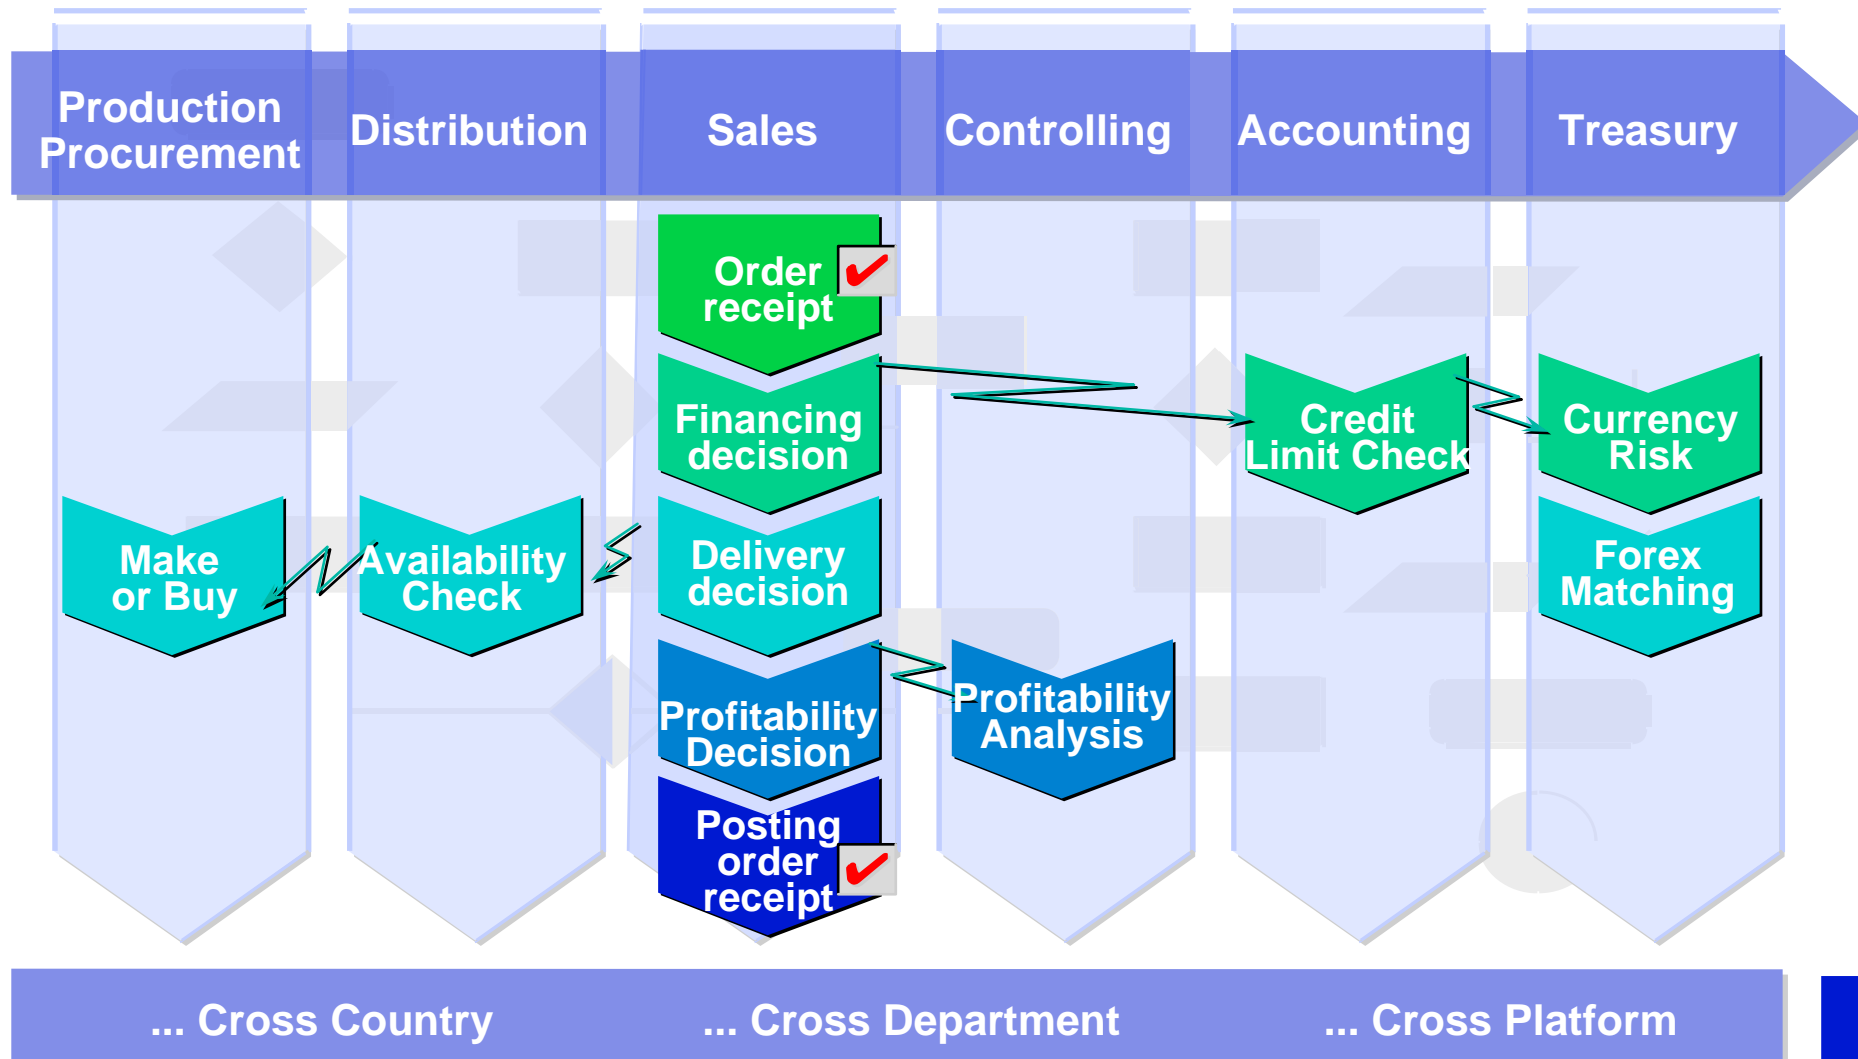 Production
Procurement
Distribution
Sales
Controlling
Accounting
Treasury
Order
receipt
Financing
decision
Credit
Limit Check
Currency
Risk
Make
or Buy
Availability
Check
Delivery
decision
Forex
Matching
Profitability
Decision
Profitability
Analysis
Posting
order
receipt
... Cross Country
... Cross Department
... Cross Platform